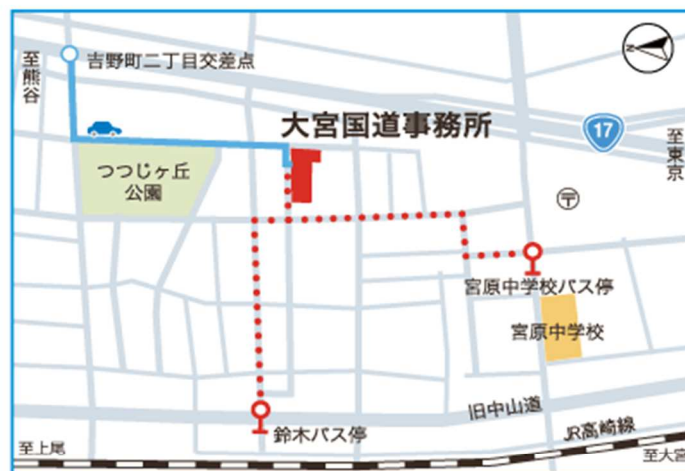 至熊谷
吉野町二丁目交差点
N
大宮国道事務所
17
至東京
つつじヶ丘
公園
〒
宮原中学校バス停
宮原中学校
旧中山道
鈴木バス停
JR高崎線
至上尾
至大宮